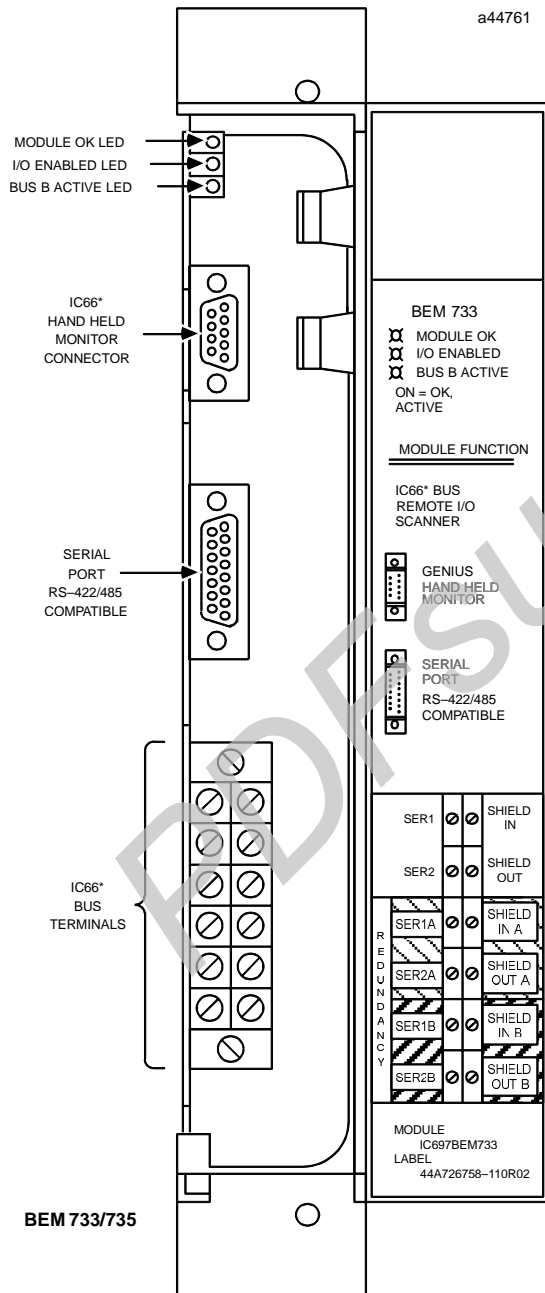 a44761
MODULE OK LED
I/O ENABLED LED
BUS B ACTIVE LED
IC66*
HAND HELD
MONITOR
CONNECTOR
SERIAL
PORT
RS–422/485
COMPATIBLE
IC66*
BUS
TERMINALS
BEM 733/735
BEM 733
MODULE OK
I/O ENABLED
BUS B ACTIVE
ON = OK,
ACTIVE
MODULE FUNCTION
IC66* BUS
REMOTE I/O
SCANNER
GENIUS
HAND HELD
MONITOR
SERIAL
PORT
RS–422/485
COMPATIBLE
SER1
SHIELD
IN
SER2
SHIELD
OUT
REDUNDANCY
SER1A
SHIELD
IN A
SER2A
SHIELD
OUT A
SER1B
SHIELD
IN B
SER2B
SHIELD
OUT B
MODULE
IC697BEM733
LABEL
44A726758–110R02
PDFsu